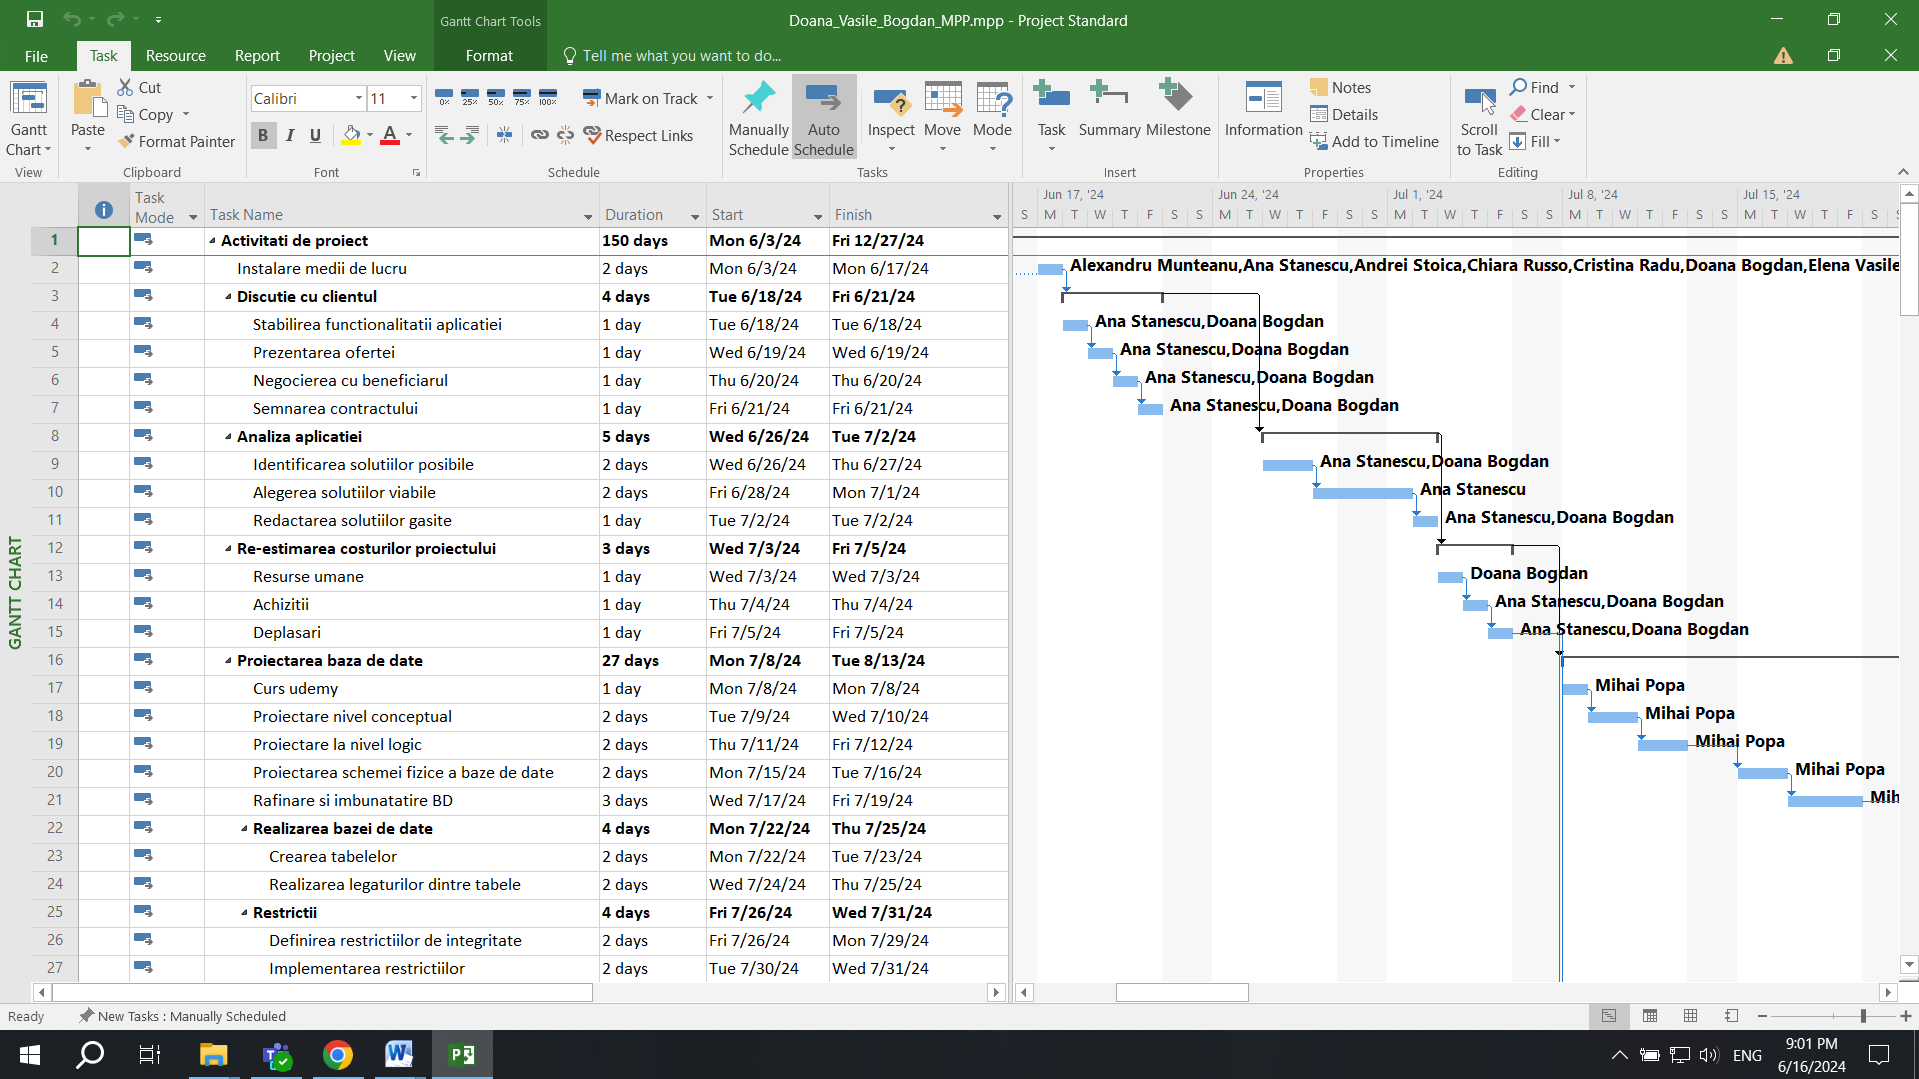 Gantt Chart Tools
Doana_Vasile_Bogdan_MPP.mpp - Project Standard
File Task Resource Report Project View Format Tell me what you want to do...
Gantt Chart
View
Paste
Cut
Copy
Format Painter
Clipboard
Calibri 11
B I U A
Font
0% 25% 50% 75% 100%
Mark on Track
Respect Links
Schedule
Manually Schedule
Auto Schedule
Inspect
Move
Mode
Tasks
Task
Summary
Milestone
Insert
Information
Notes
Details
Add to Timeline
Properties
Scroll to Task
Find
Clear
Fill
Editing
GANTT CHART
Task Mode Task Name Duration Start Finish
Jun 17, '24 Jun 24, '24 Jul 1, '24 Jul 8, '24 Jul 15, '24
S M T W T F S S M T W T F S S M T W T F S S M T W T F S S M T W T F S S
1 Activitati de proiect 150 days Mon 6/3/24 Fri 12/27/24
2 Instalare medii de lucru 2 days Mon 6/3/24 Mon 6/17/24 Alexandru Munteanu,Ana Stanescu,Andrei Stoica,Chiara Russo,Cristina Radu,Doana Bogdan,Elena Vasile
3 Discutie cu clientul 4 days Tue 6/18/24 Fri 6/21/24
4 Stabilirea functionalitatii aplicatiei 1 day Tue 6/18/24 Tue 6/18/24 Ana Stanescu,Doana Bogdan
5 Prezentarea ofertei 1 day Wed 6/19/24 Wed 6/19/24 Ana Stanescu,Doana Bogdan
6 Negocierea cu beneficiarul 1 day Thu 6/20/24 Thu 6/20/24 Ana Stanescu,Doana Bogdan
7 Semnarea contractului 1 day Fri 6/21/24 Fri 6/21/24 Ana Stanescu,Doana Bogdan
8 Analiza aplicatiei 5 days Wed 6/26/24 Tue 7/2/24
9 Identificarea solutiilor posibile 2 days Wed 6/26/24 Thu 6/27/24 Ana Stanescu,Doana Bogdan
10 Alegerea solutiilor viabile 2 days Fri 6/28/24 Mon 7/1/24 Ana Stanescu
11 Redactarea solutiilor gasite 1 day Tue 7/2/24 Tue 7/2/24 Ana Stanescu,Doana Bogdan
12 Re-estimarea costurilor proiectului 3 days Wed 7/3/24 Fri 7/5/24
13 Resurse umane 1 day Wed 7/3/24 Wed 7/3/24 Doana Bogdan
14 Achizitii 1 day Thu 7/4/24 Thu 7/4/24 Ana Stanescu,Doana Bogdan
15 Deplasari 1 day Fri 7/5/24 Fri 7/5/24 Ana Stanescu,Doana Bogdan
16 Proiectarea baza de date 27 days Mon 7/8/24 Tue 8/13/24
17 Curs udemy 1 day Mon 7/8/24 Mon 7/8/24 Mihai Popa
18 Proiectare nivel conceptual 2 days Tue 7/9/24 Wed 7/10/24 Mihai Popa
19 Proiectare la nivel logic 2 days Thu 7/11/24 Fri 7/12/24 Mihai Popa
20 Proiectarea schemei fizice a baze de date 2 days Mon 7/15/24 Tue 7/16/24 Mihai Popa
21 Rafinare si imbunatatire BD 3 days Wed 7/17/24 Fri 7/19/24 Mih
22 Realizarea bazei de date 4 days Mon 7/22/24 Thu 7/25/24
23 Crearea tabelelor 2 days Mon 7/22/24 Tue 7/23/24
24 Realizarea legaturilor dintre tabele 2 days Wed 7/24/24 Thu 7/25/24
25 Restrictii 4 days Fri 7/26/24 Wed 7/31/24
26 Definirea restrictiilor de integritate 2 days Fri 7/26/24 Mon 7/29/24
27 Implementarea restrictiilor 2 days Tue 7/30/24 Wed 7/31/24
Ready New Tasks : Manually Scheduled
ENG
9:01 PM
6/16/2024